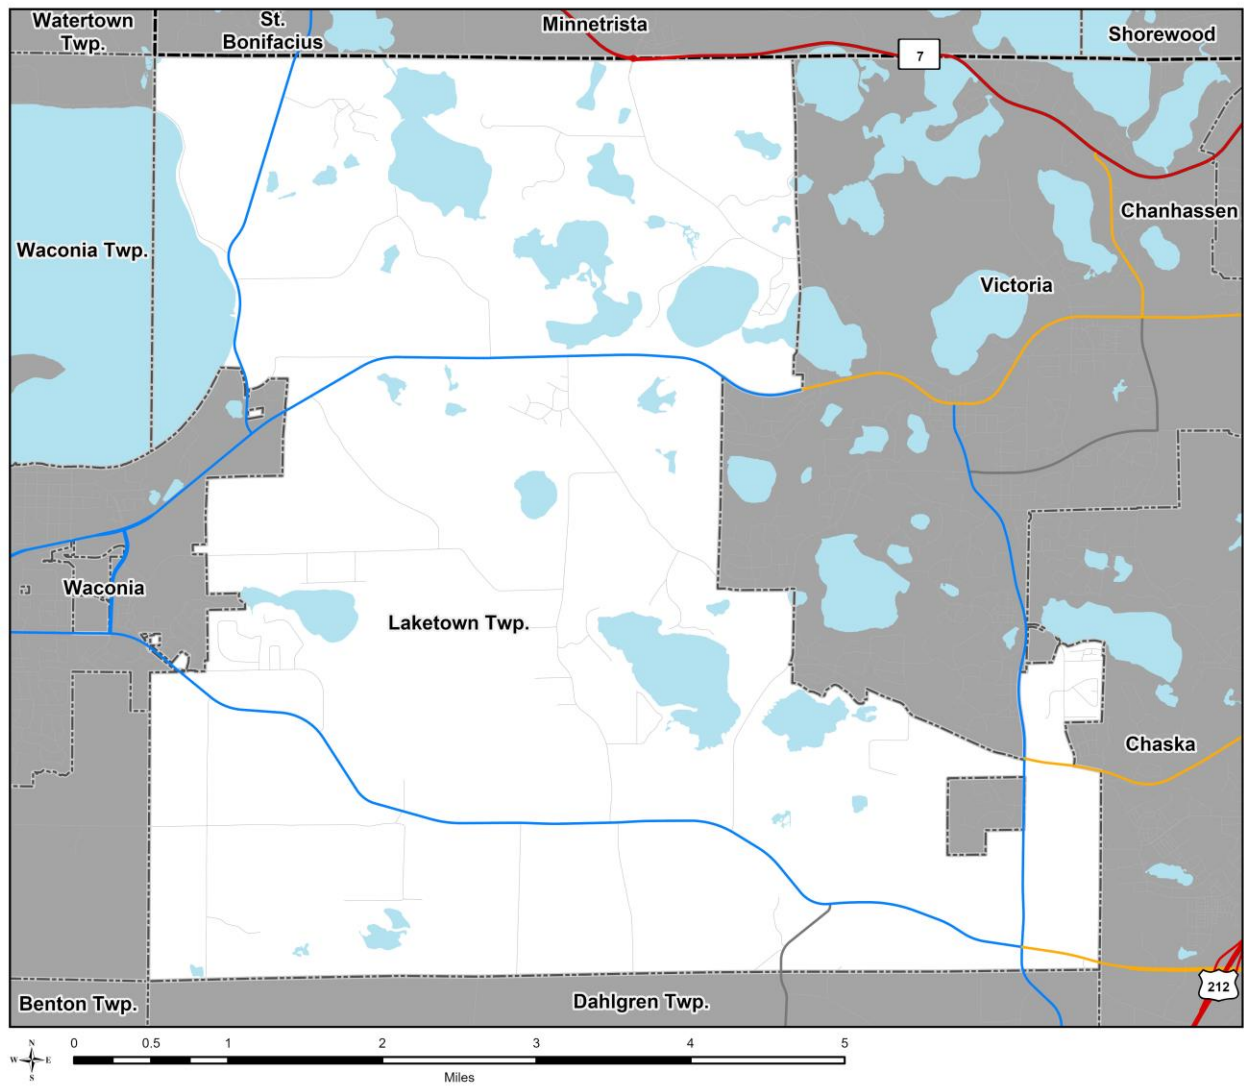 Watertown
Twp.
St.
Bonifacius
Minnetrista
Shorewood
7
Waconia Twp.
Chanhassen
Victoria
Waconia
Laketown Twp.
Chaska
212
Benton Twp.
Dahlgren Twp.
N
W E
S
0 0.5 1 2 3 4 5
Miles